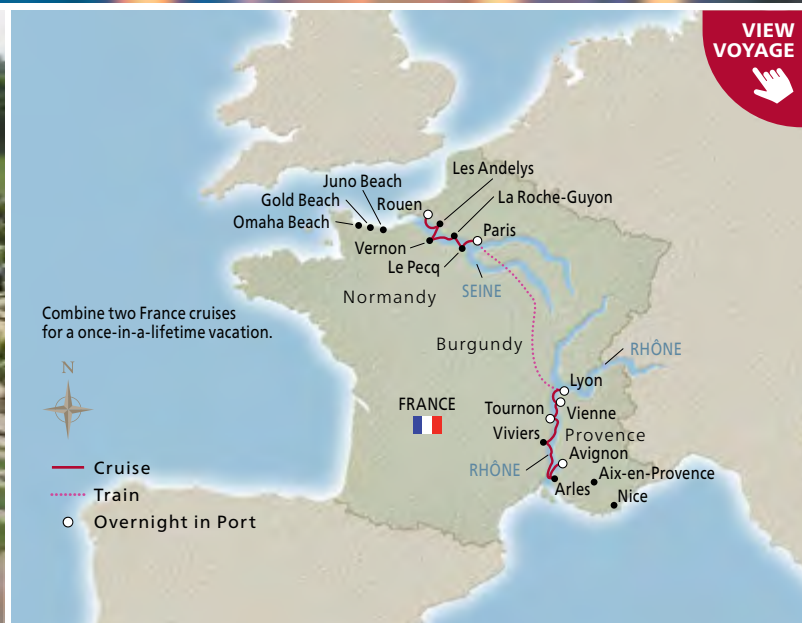 VIEW
VOYAGE
Les Andelys
Juno Beach
La Roche-Guyon
Gold Beach
Rouen
Omaha Beach
Paris
Vernon
Le Pecq
SEINE
Normandy
Combine two France cruises
for a once-in-a-lifetime vacation.
Burgundy
RHÔNE
N
Lyon
FRANCE
Tournon
Vienne
Viviers
Provence
Avignon
RHÔNE
Aix-en-Provence
Arles
Nice
Cruise
Train
Overnight in Port